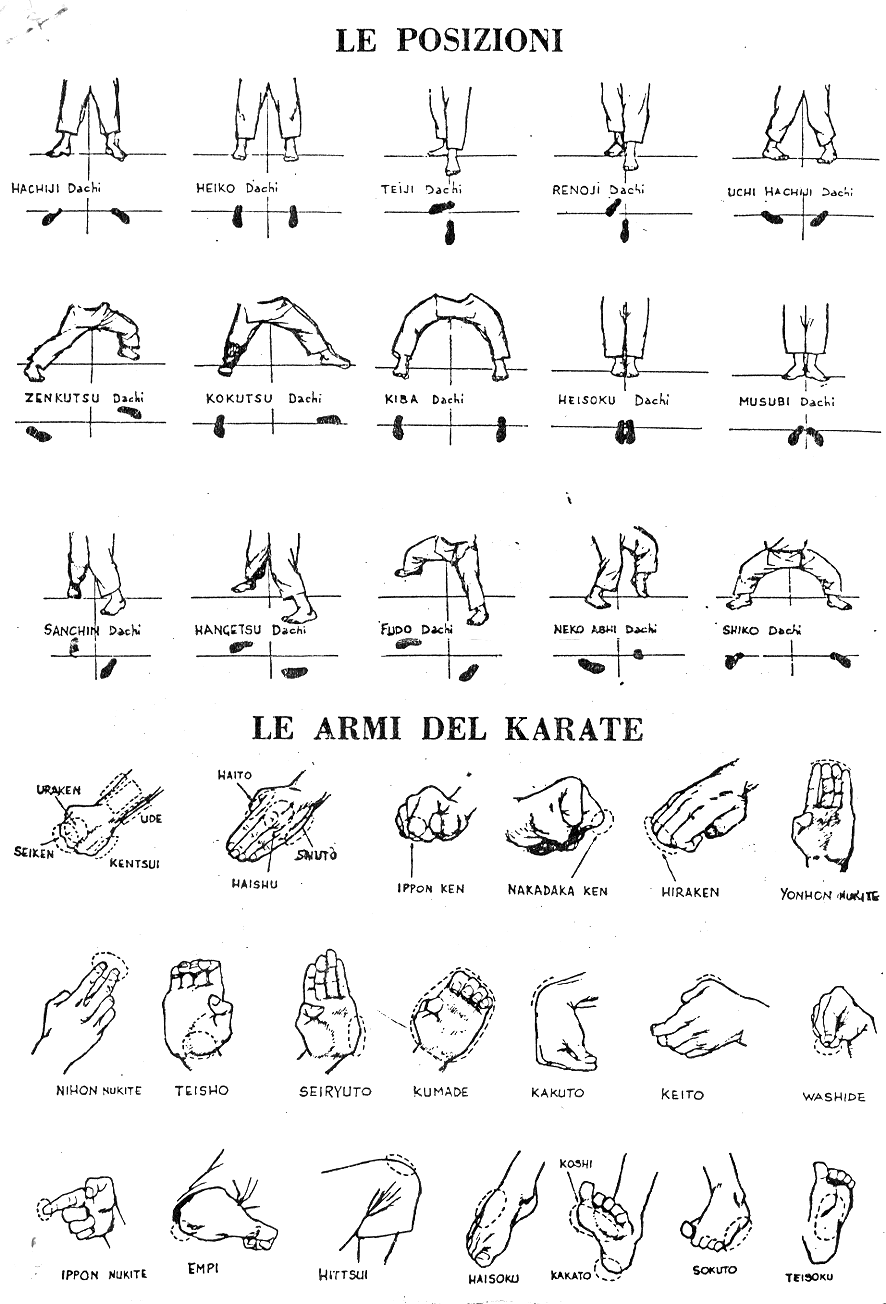 LE POSIZIONI
HACHIJI Dachi
HEIKO Dachi
TEIJI Dachi
RENOJI Dachi
UCHI HACHIJI Dachi
ZENKUTSU Dachi
KOKUTSU Dachi
KIBA Dachi
HEISOKU Dachi
MUSUBI Dachi
SANCHIN Dachi
HANGETSU Dachi
FUDO Dachi
NEKO ASHI Dachi
SHIKO Dachi
LE ARMI DEL KARATE
URAKEN
UDE
SEIKEN
KENTSUI
HAITO
SHUTO
HAISHU
IPPON KEN
NAKADAKA KEN
HIRAKEN
YONHON NUKITE
NIHON NUKITE
TEISHO
SEIRYUTO
KUMADE
KAKUTO
KEITO
WASHIDE
IPPON NUKITE
EMPI
HITTSUI
HAISOKU
KOSHI
KAKATO
SOKUTO
TEISOKU